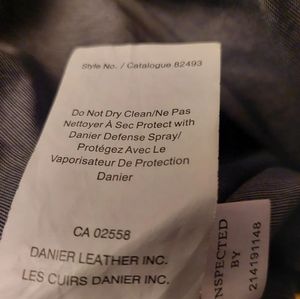 Style No. / Catalogue 82493
Do Not Dry Clean/Ne Pas
Nettoyer À Sec Protect with
Danier Defense Spray/
Protégez Avec Le
Vaporisateur De Protection
Danier
CA 02558
DANIER LEATHER INC.
LES CUIRS DANIER INC.
INSPECTED
BY
214191148